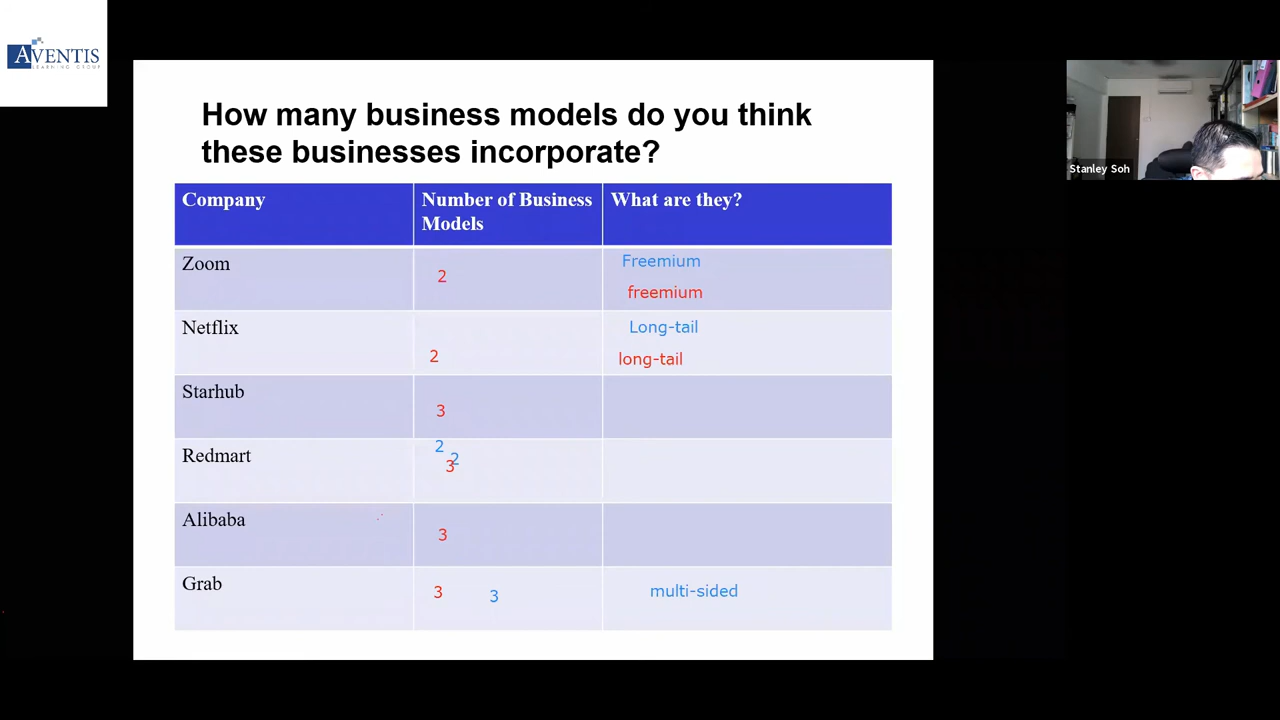 AVENTIS
LEARNING GROUP
Stanley Soh
How many business models do you think
these businesses incorporate?
Company
Number of Business
Models
What are they?
Zoom
2
Freemium
freemium
Netflix
2
Long-tail
long-tail
Starhub
3
Redmart
2
2
3
Alibaba
3
Grab
3
3
multi-sided